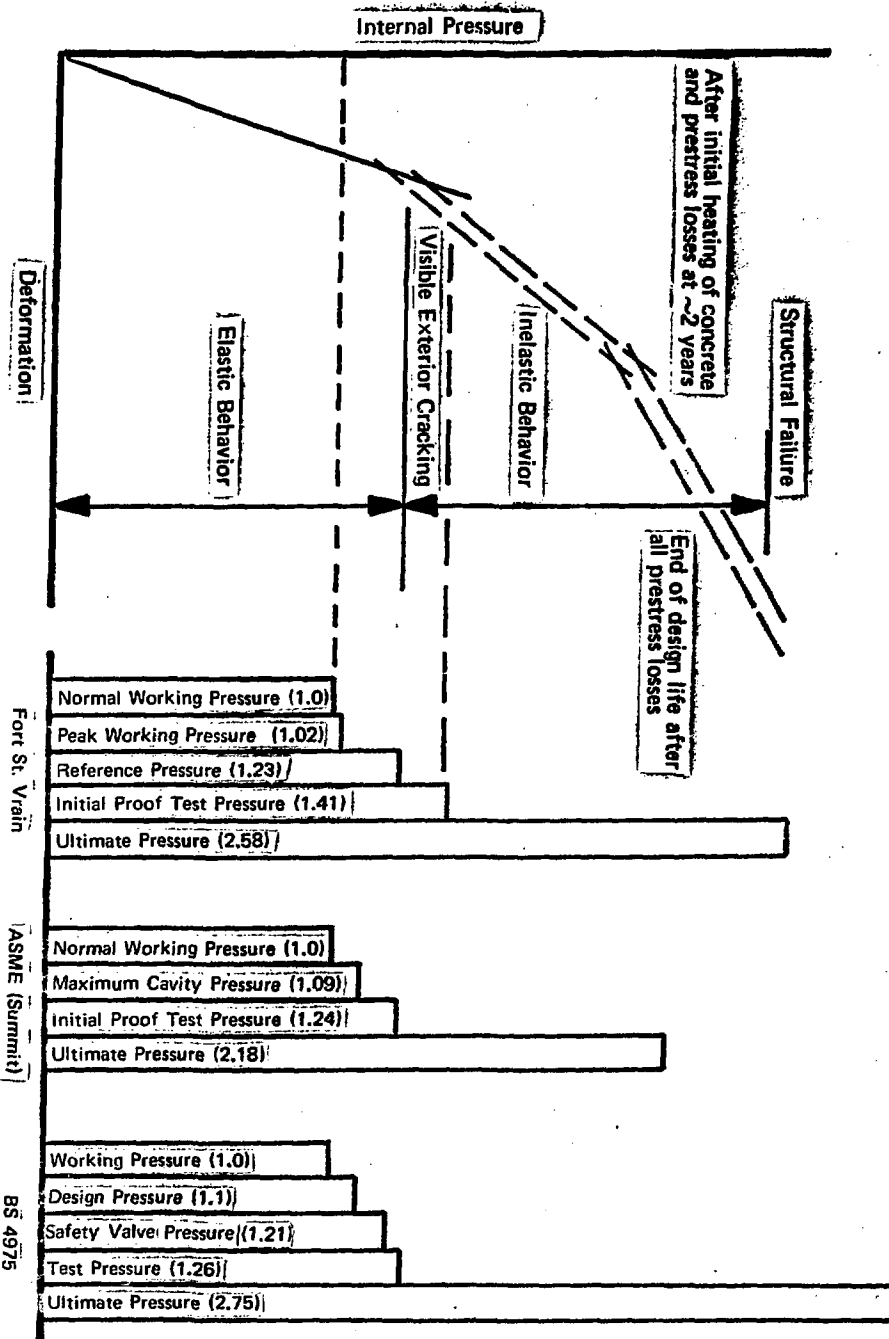 Internal Pressure
After initial heating of concrete
and prestress losses at ~2 years
Structural Failure
Visible Exterior Cracking
Inelastic Behavior
Elastic Behavior
Deformation
End of design life after
all prestress losses
Normal Working Pressure (1.0)
Peak Working Pressure (1.02)
Reference Pressure (1.23)
Initial Proof Test Pressure (1.41)
Ultimate Pressure (2.58)
Fort St. Vrain
Normal Working Pressure (1.0)
Maximum Cavity Pressure (1.09)
Initial Proof Test Pressure (1.24)
Ultimate Pressure (2.18)
ASME (Summit)
Working Pressure (1.0)
Design Pressure (1.1)
Safety Valve Pressure (1.21)
Test Pressure (1.26)
Ultimate Pressure (2.75)
BS 4975